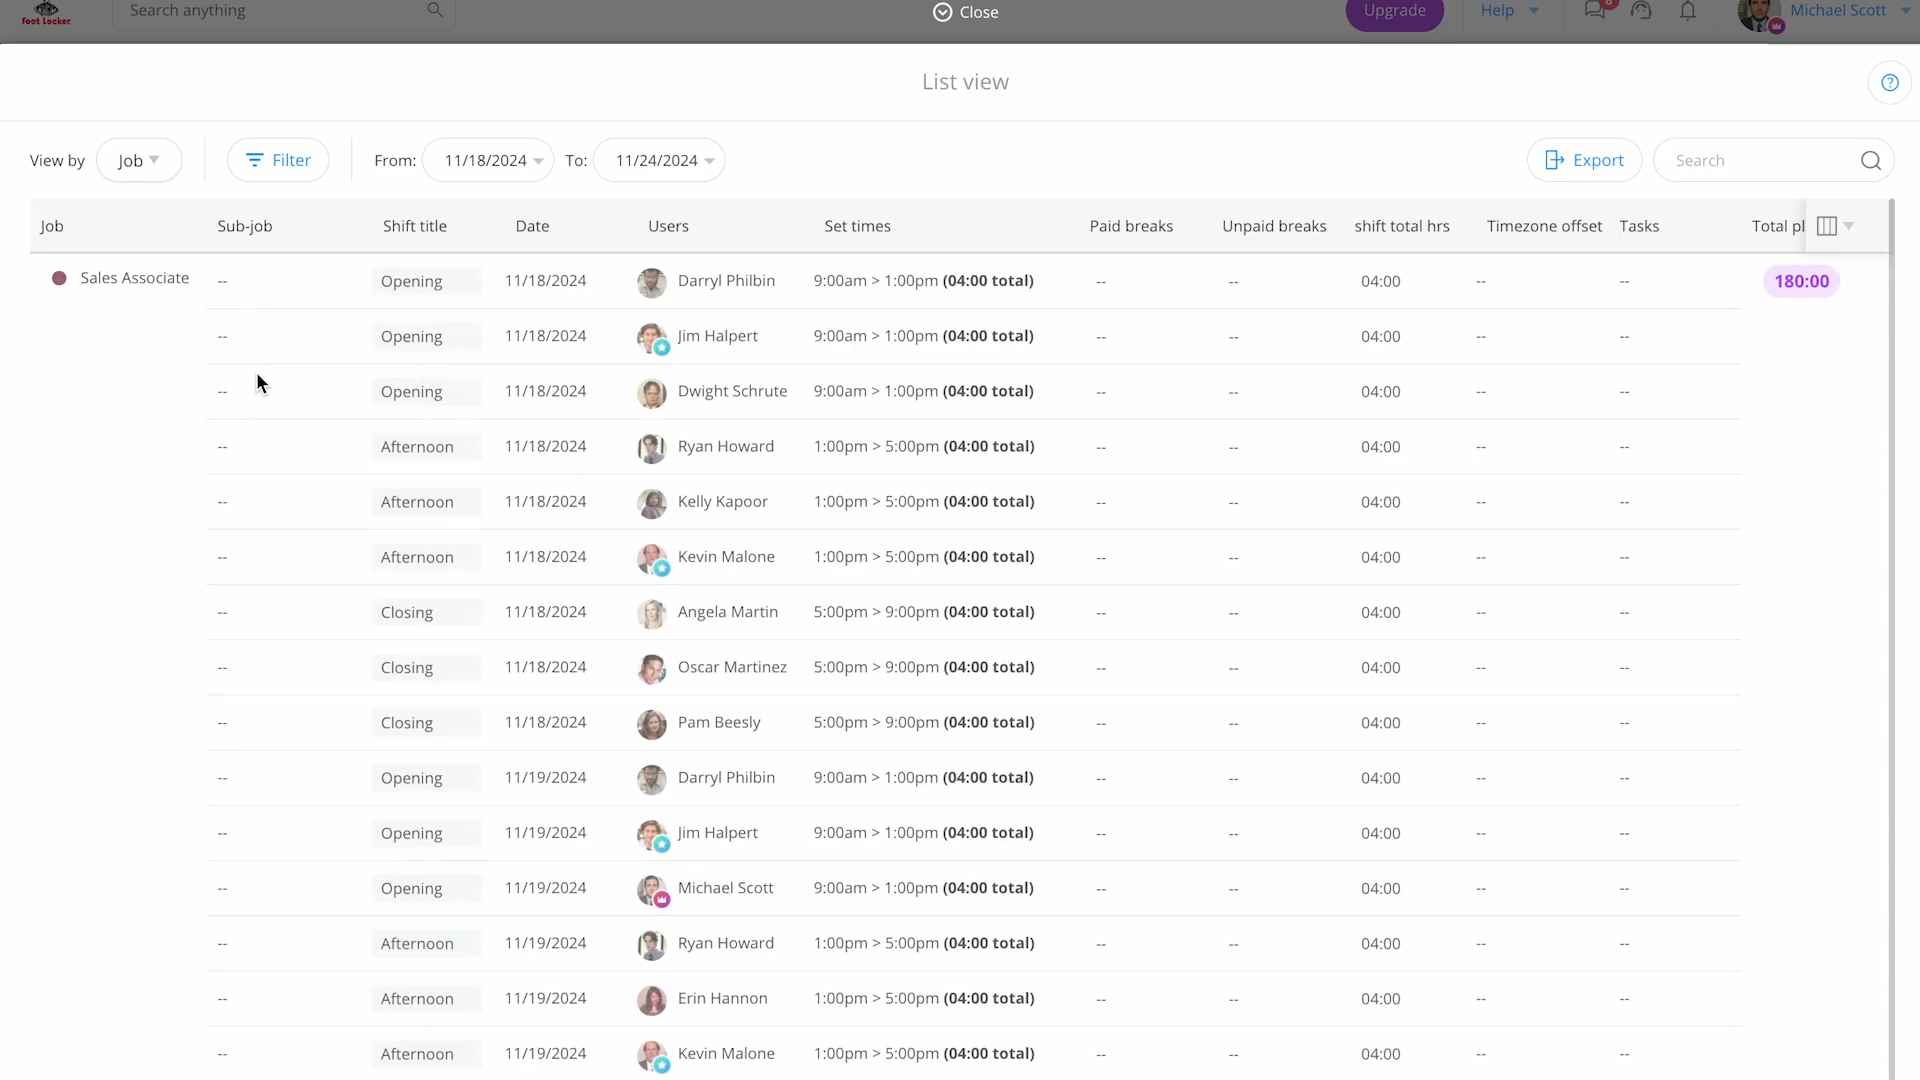 Foot Locker
Search anything
Close
Upgrade
Help
8
Michael Scott
List view
View by
Job
Filter
From:
11/18/2024
To:
11/24/2024
Export
Search
Job Sub-job Shift title Date Users Set times Paid breaks Unpaid breaks shift total hrs Timezone offset Tasks Total pl
Sales Associate -- Opening 11/18/2024 Darryl Philbin 9:00am > 1:00pm (04:00 total) -- -- 04:00 -- -- 180:00
-- Opening 11/18/2024 Jim Halpert 9:00am > 1:00pm (04:00 total) -- -- 04:00 -- --
-- Opening 11/18/2024 Dwight Schrute 9:00am > 1:00pm (04:00 total) -- -- 04:00 -- --
-- Afternoon 11/18/2024 Ryan Howard 1:00pm > 5:00pm (04:00 total) -- -- 04:00 -- --
-- Afternoon 11/18/2024 Kelly Kapoor 1:00pm > 5:00pm (04:00 total) -- -- 04:00 -- --
-- Afternoon 11/18/2024 Kevin Malone 1:00pm > 5:00pm (04:00 total) -- -- 04:00 -- --
-- Closing 11/18/2024 Angela Martin 5:00pm > 9:00pm (04:00 total) -- -- 04:00 -- --
-- Closing 11/18/2024 Oscar Martinez 5:00pm > 9:00pm (04:00 total) -- -- 04:00 -- --
-- Closing 11/18/2024 Pam Beesly 5:00pm > 9:00pm (04:00 total) -- -- 04:00 -- --
-- Opening 11/19/2024 Darryl Philbin 9:00am > 1:00pm (04:00 total) -- -- 04:00 -- --
-- Opening 11/19/2024 Jim Halpert 9:00am > 1:00pm (04:00 total) -- -- 04:00 -- --
-- Opening 11/19/2024 Michael Scott 9:00am > 1:00pm (04:00 total) -- -- 04:00 -- --
-- Afternoon 11/19/2024 Ryan Howard 1:00pm > 5:00pm (04:00 total) -- -- 04:00 -- --
-- Afternoon 11/19/2024 Erin Hannon 1:00pm > 5:00pm (04:00 total) -- -- 04:00 -- --
-- Afternoon 11/19/2024 Kevin Malone 1:00pm > 5:00pm (04:00 total) -- -- 04:00 -- --